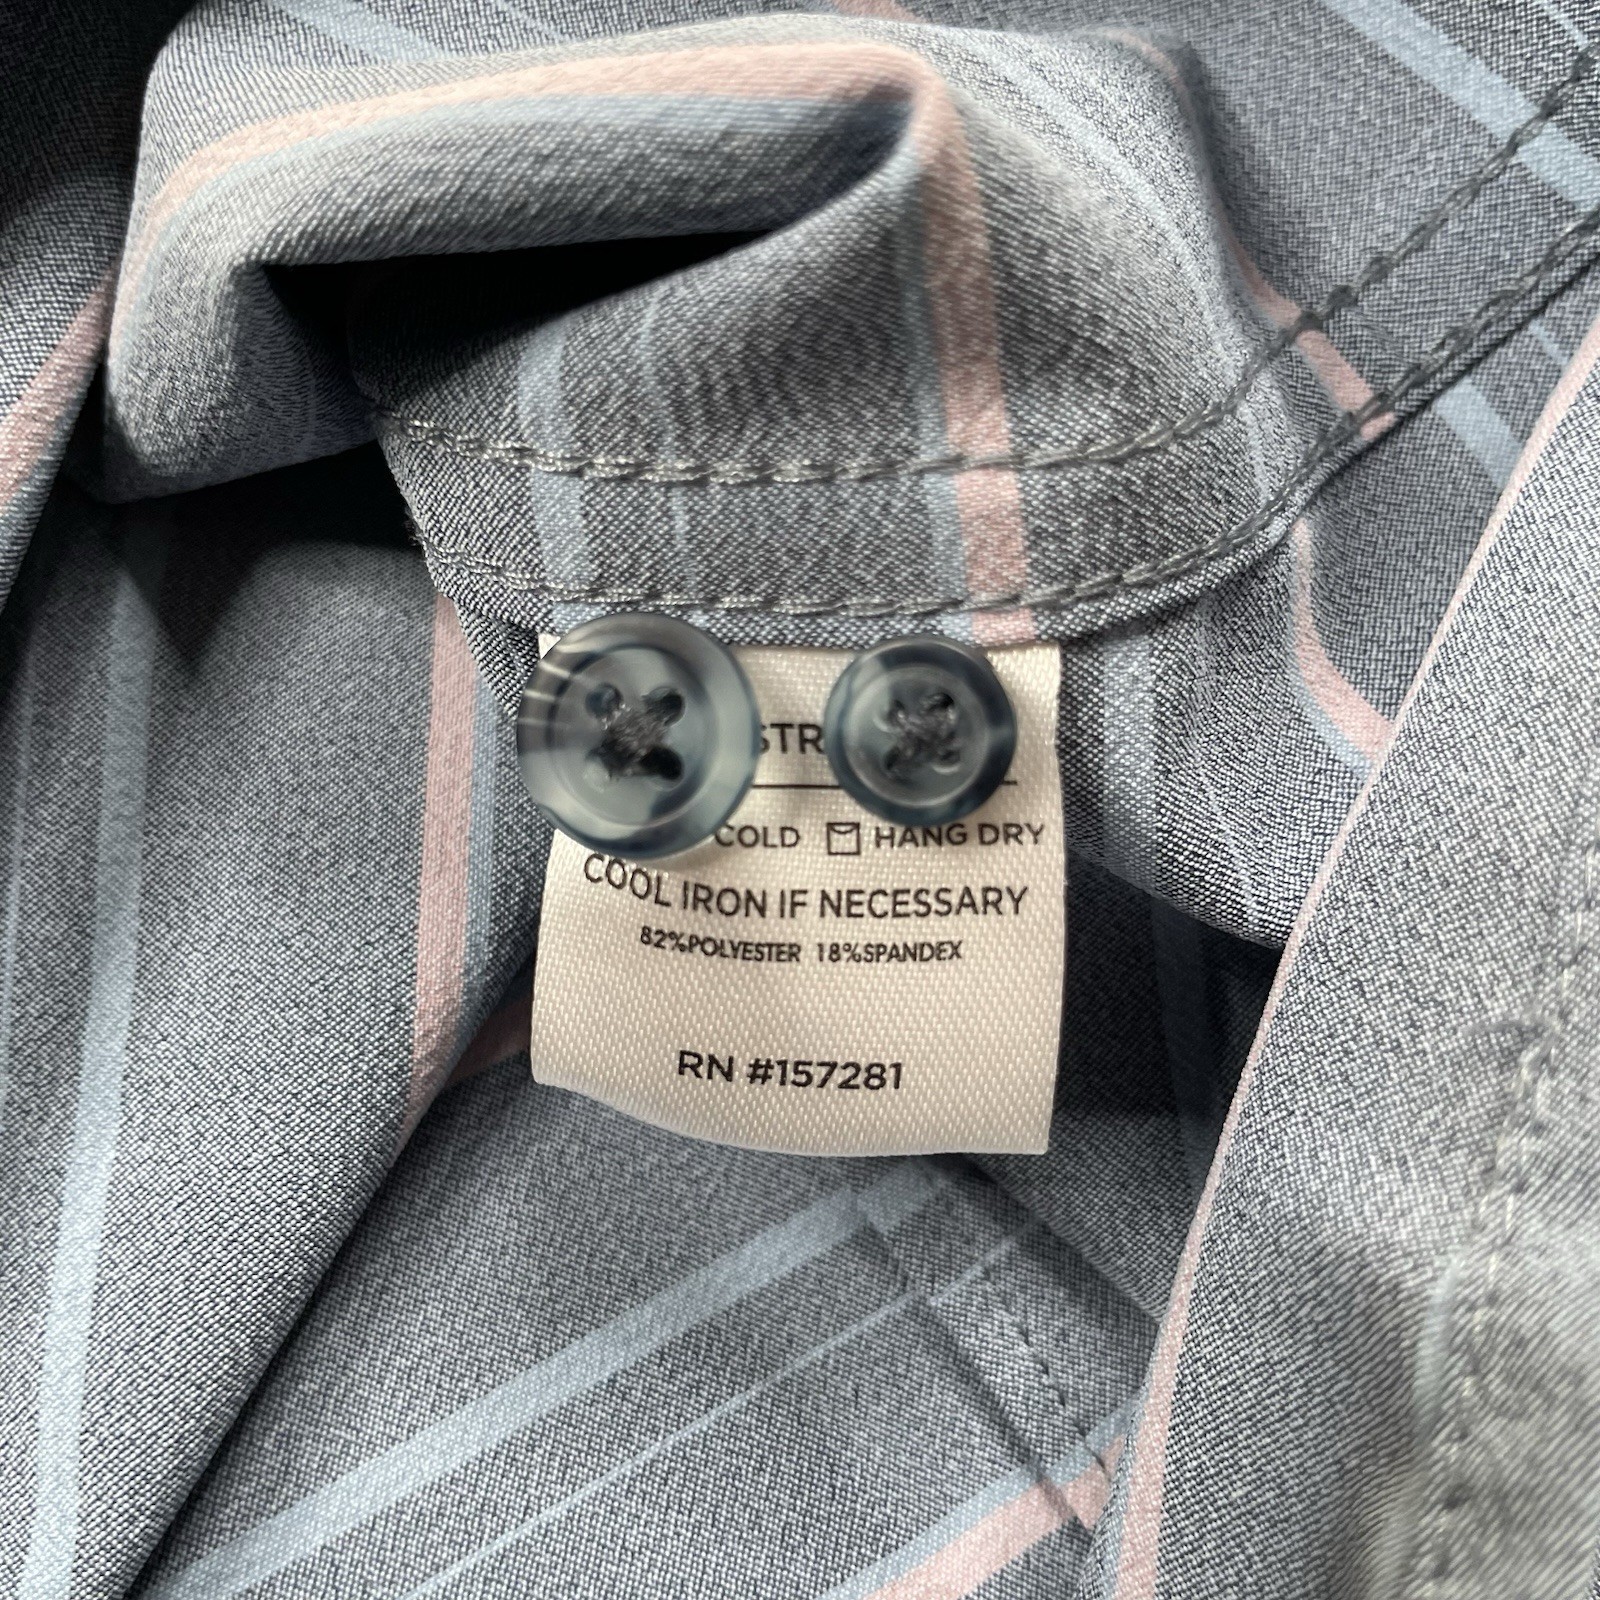 COLD HANG DRY
COOL IRON IF NECESSARY
82%POLYESTER 18%SPANDEX
RN #157281